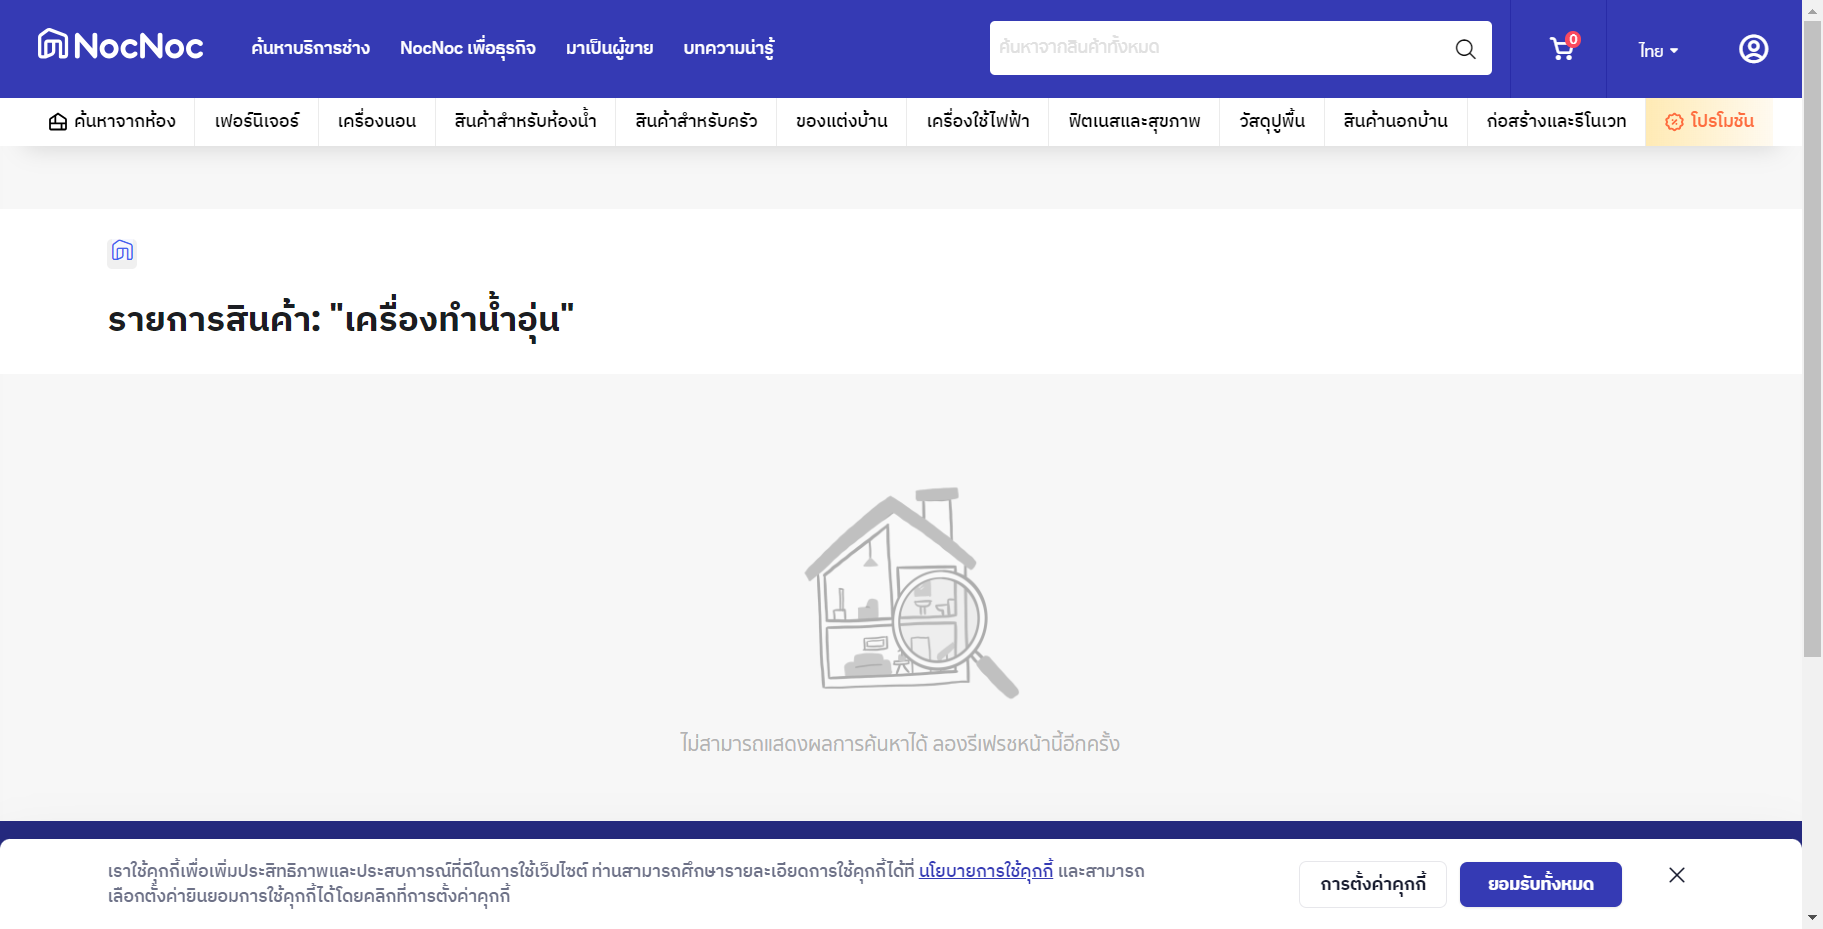 NocNoc
ค้นหาบริการช่าง
NocNoc เพื่อธุรกิจ
มาเป็นผู้ขาย
บทความน่ารู้
ค้นหาจากสินค้าทั้งหมด
0
ไทย
ค้นหาจากห้อง
เฟอร์นิเจอร์
เครื่องนอน
สินค้าสำหรับห้องน้ำ
สินค้าสำหรับครัว
ของแต่งบ้าน
เครื่องใช้ไฟฟ้า
ฟิตเนสและสุขภาพ
วัสดุปูพื้น
สินค้านอกบ้าน
ก่อสร้างและรีโนเวท
โปรโมชัน
รายการสินค้า: "เครื่องทำน้ำอุ่น"
ไม่สามารถแสดงผลการค้นหาได้ ลองรีเฟรชหน้านี้อีกครั้ง
เราใช้คุกกี้เพื่อเพิ่มประสิทธิภาพและประสบการณ์ที่ดีในการใช้เว็ปไซต์ ท่านสามารถศึกษารายละเอียดการใช้คุกกี้ได้ที่ นโยบายการใช้คุกกี้ และสามารถ
เลือกตั้งค่ายินยอมการใช้คุกกี้ได้โดยคลิกที่การตั้งค่าคุกกี้
การตั้งค่าคุกกี้
ยอมรับทั้งหมด